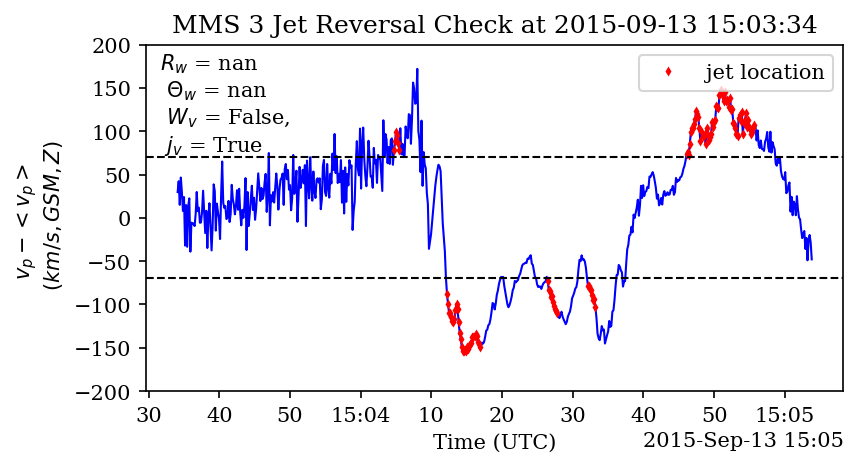 MMS 3 Jet Reversal Check at 2015-09-13 15:03:34
R_w = nan
Θ_w = nan
W_v = False,
j_v = True
jet location
v_p − < v_p >
(km/s, GSM, Z)
200
150
100
50
0
−50
−100
−150
−200
30 40 50 15:04 10 20 30 40 50 15:05
Time (UTC) 2015-Sep-13 15:05